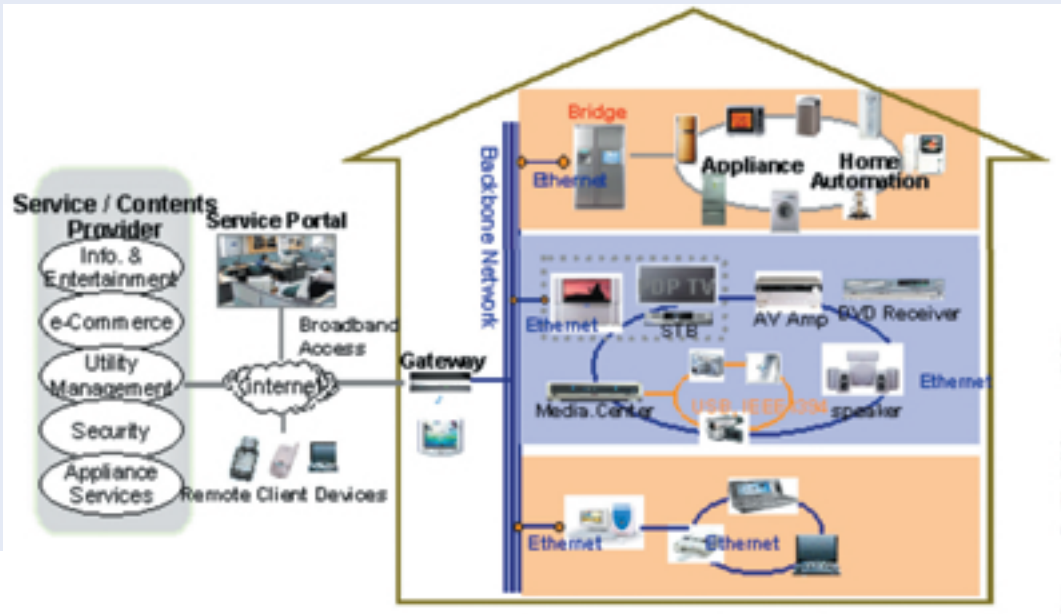 Service / Contents
Provider
Info. &
Entertainment
e-Commerce
Utility
Management
Security
Appliance
Services
Service Portal
Broadband
Access
internet
Remote Client Devices
Gateway
Backbone Network
Bridge
Ethernet
Appliance
Home
Automation
Ethernet
PDP TV
STB
AV Amp
DVD Receiver
Ethernet
Media.Center
USB, IEEE1394
speaker
Ethernet
Ethernet